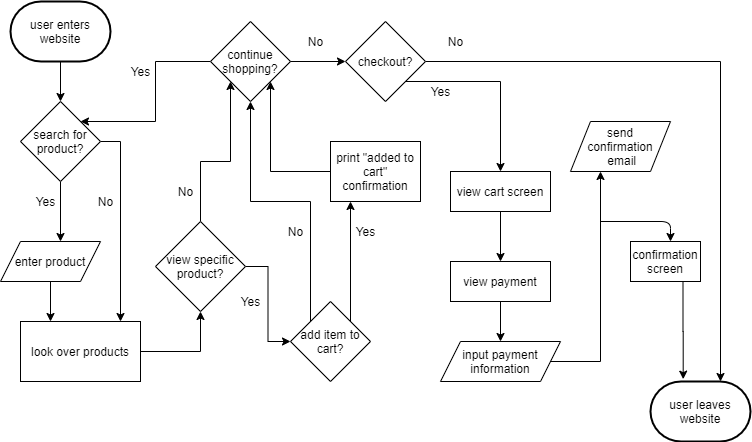 user enters
website
continue
shopping?
No
checkout?
No
Yes
Yes
search for
product?
send
confirmation
email
print "added to
cart"
confirmation
view cart screen
Yes
No
No
No
Yes
enter product
view specific
product?
confirmation
screen
view payment
Yes
look over products
add item to
cart?
input payment
information
user leaves
website